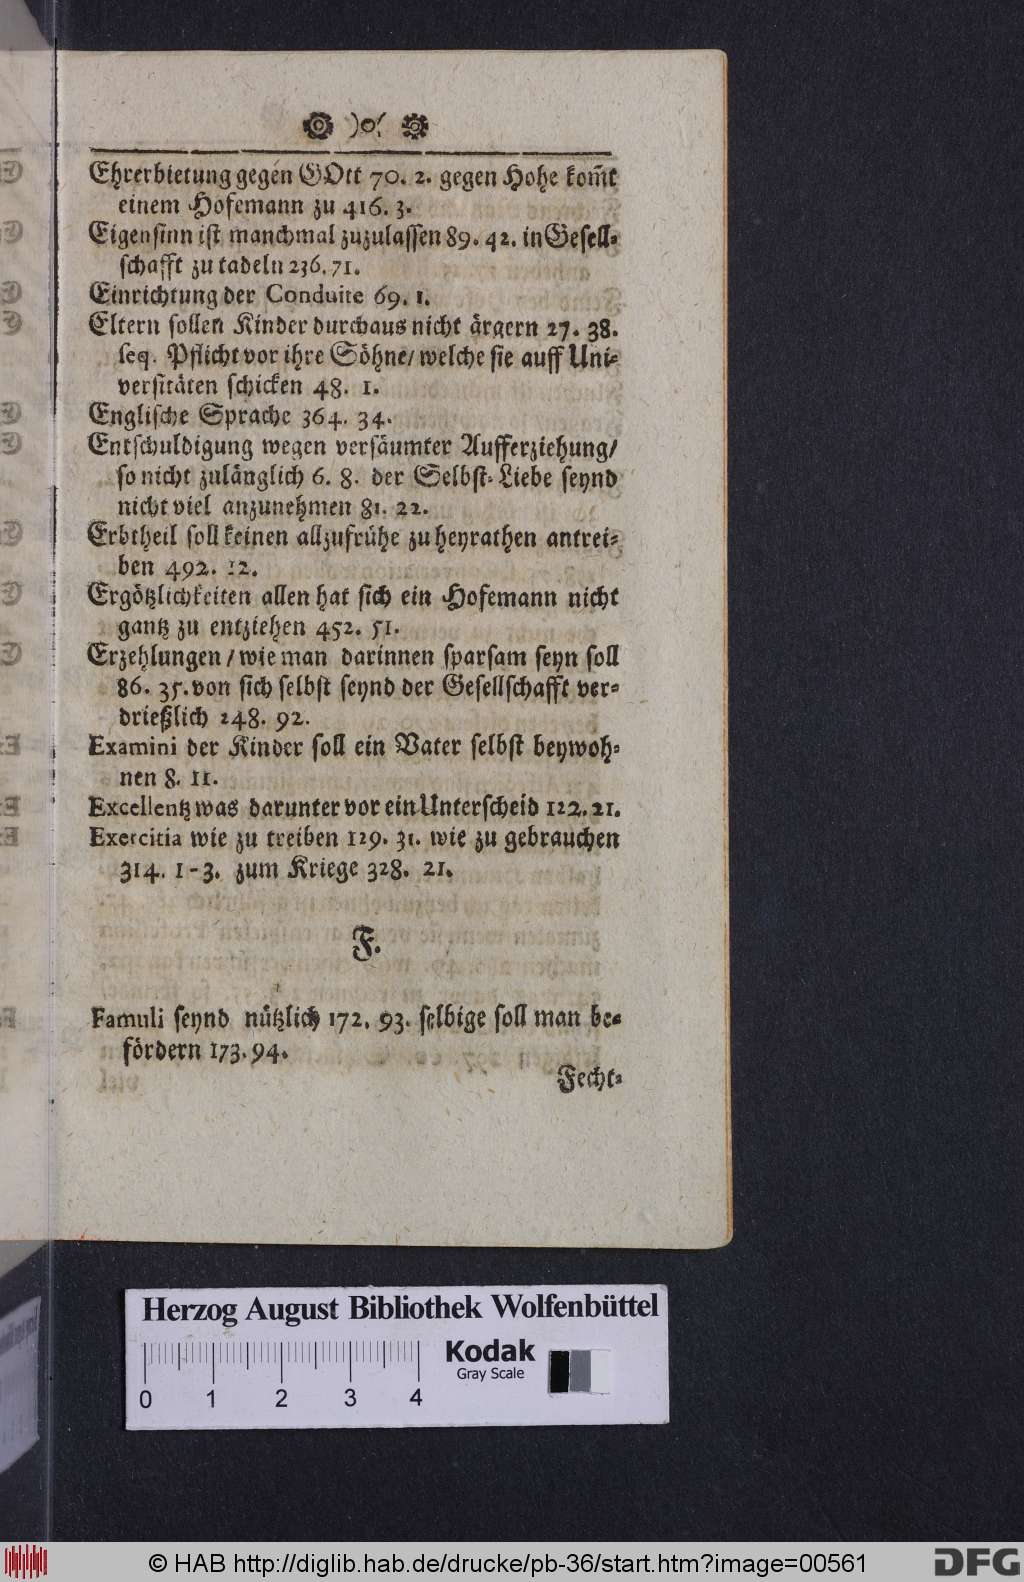 Ehrerbietung gegen GOtt 70. 2. gegen Hohe kom̃t
einem Hofemann zu 416. 3.
Eigensinn ist manchmal zuzulassen 89. 42. in Gesell-
schafft zu tadeln 236. 71.
Einrichtung der Conduite 69. 1.
Eltern sollen Kinder durchaus nicht ärgern 27. 38.
seq. Pflicht vor ihre Söhne/ welche sie auff Uni-
versitäten schicken 48. 1.
Englische Sprache 364. 34.
Entschuldigung wegen versäumter Aufferziehung/
so nicht zulänglich 6. 8. der Selbst-Liebe seynd
nicht viel anzunehmen 81. 22.
Erbtheil soll keinen allzufrühe zu heyrathen antrei-
ben 492. 12.
Ergötzlichkeiten allen hat sich ein Hofemann nicht
gantz zu entziehen 452. 51.
Erzehlungen / wie man darinnen sparsam seyn soll
86. 35. von sich selbst seynd der Gesellschafft ver-
drießlich 248. 92.
Examini der Kinder soll ein Vater selbst beywoh-
nen 8. 11.
Excellentz was darunter vor ein Unterscheid 122. 21.
Exercitia wie zu treiben 129. 31. wie zu gebrauchen
314. 1-3. zum Kriege 328. 21.
F.
Famuli seynd nützlich 172. 93. selbige soll man be-
fördern 173. 94.
Fecht-
Herzog August Bibliothek Wolfenbüttel
Kodak
Gray Scale
0 1 2 3 4
© HAB http://diglib.hab.de/drucke/pb-36/start.htm?image=00561
DFG